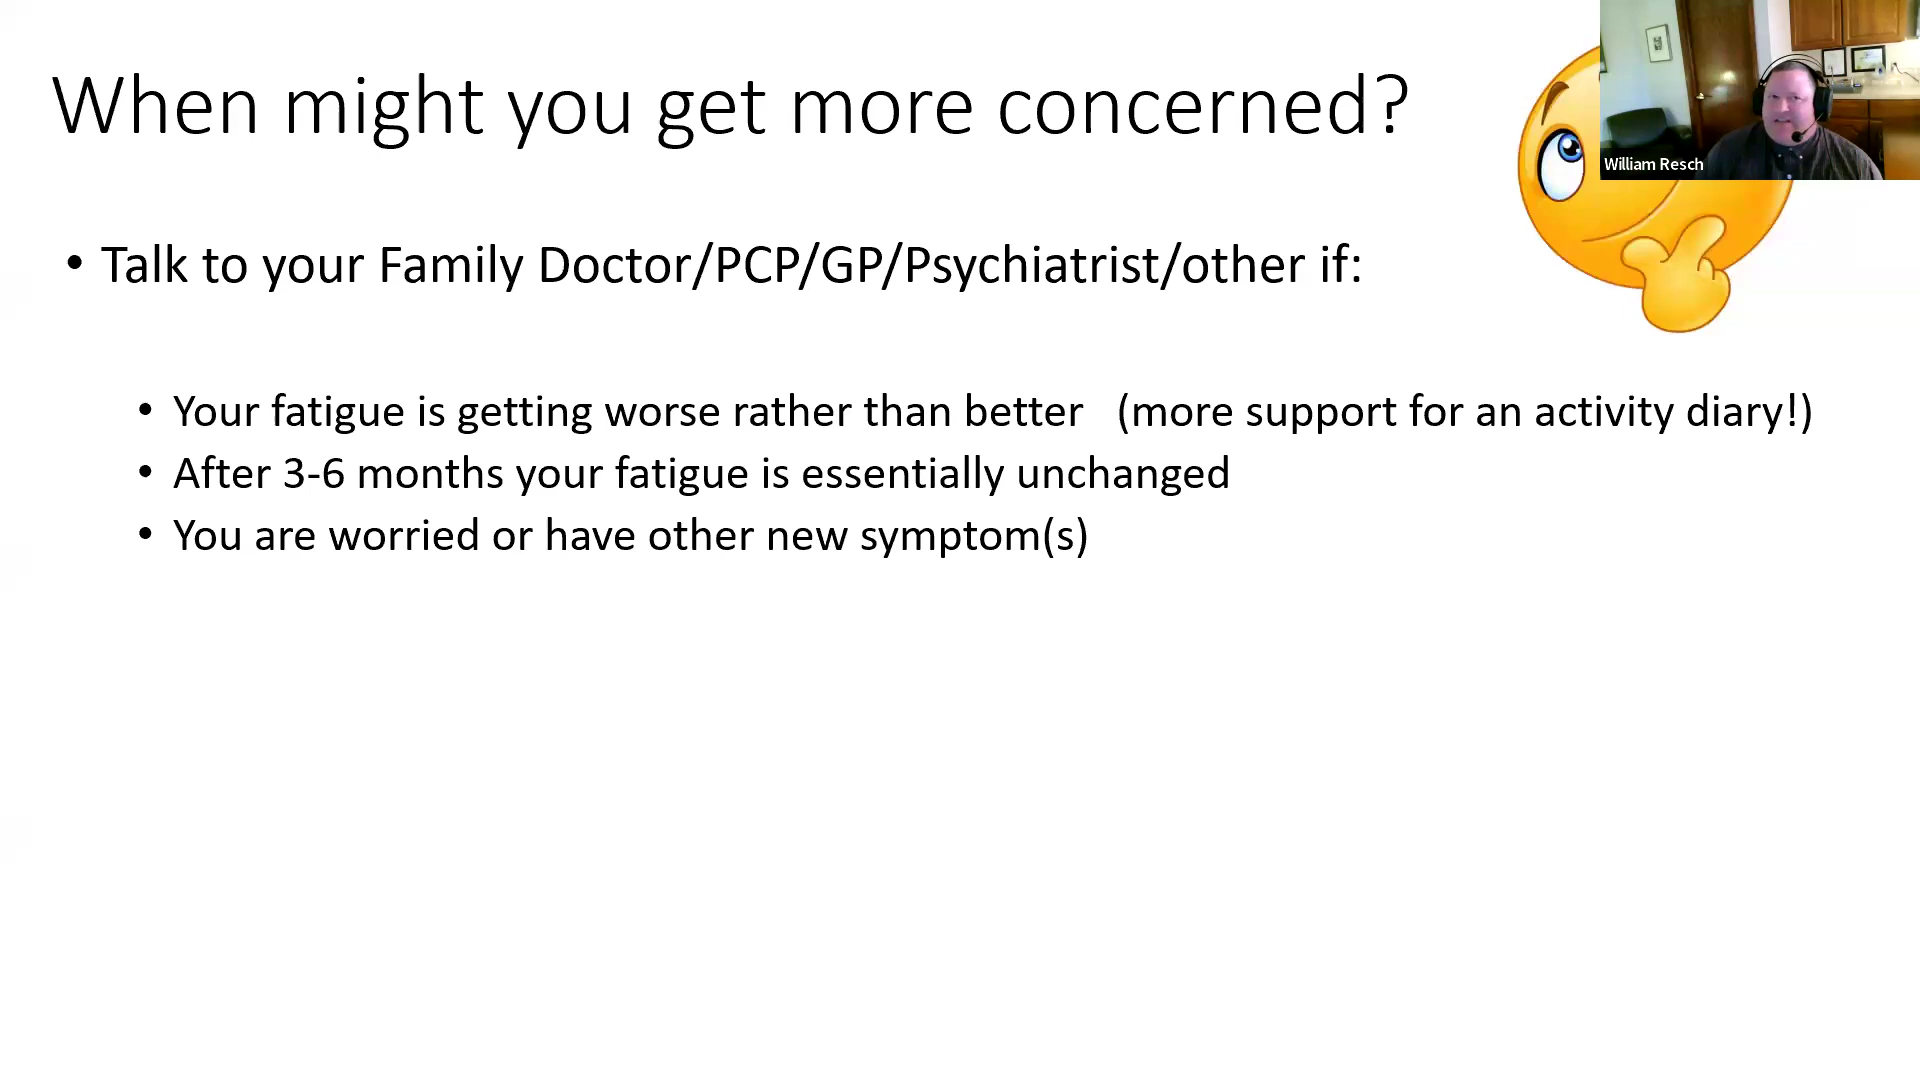 When might you get more concerned?
William Resch
• Talk to your Family Doctor/PCP/GP/Psychiatrist/other if:
• Your fatigue is getting worse rather than better (more support for an activity diary!)
• After 3-6 months your fatigue is essentially unchanged
• You are worried or have other new symptom(s)